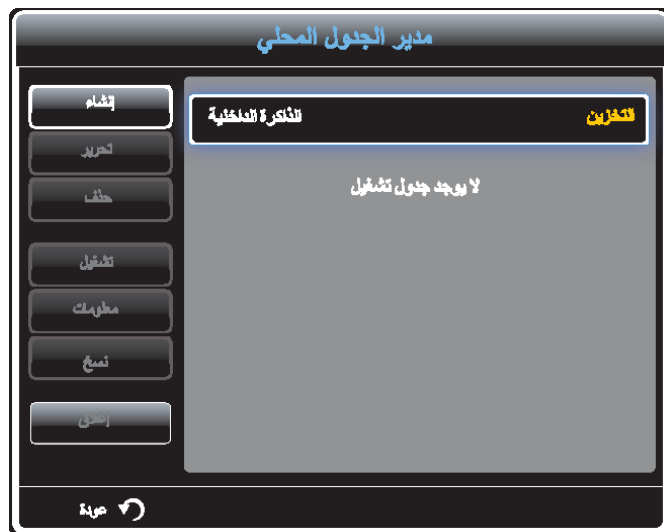 مدير الجدول المحلي
إنشاء
تحرير
حذف
تشغيل
معلومات
نسخ
إغلاق
التخزين الذاكرة الداخلية
لا يوجد جدول تشغيل
عودة